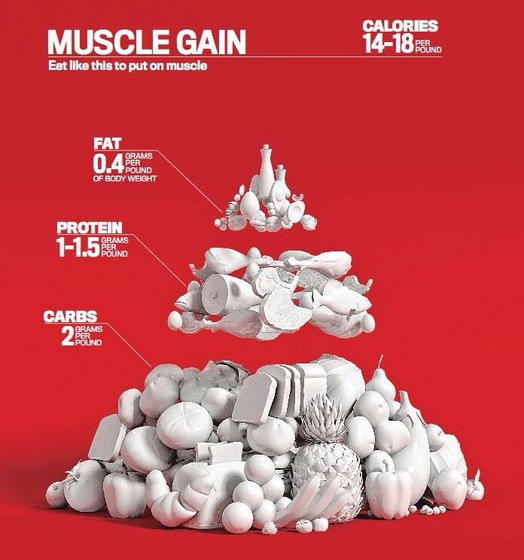 MUSCLE GAIN
Eat like this to put on muscle
CALORIES
14-18 PER POUND
FAT
0.4 GRAMS PER POUND
OF BODY WEIGHT
PROTEIN
1-1.5 GRAMS PER POUND
CARBS
2 GRAMS PER POUND